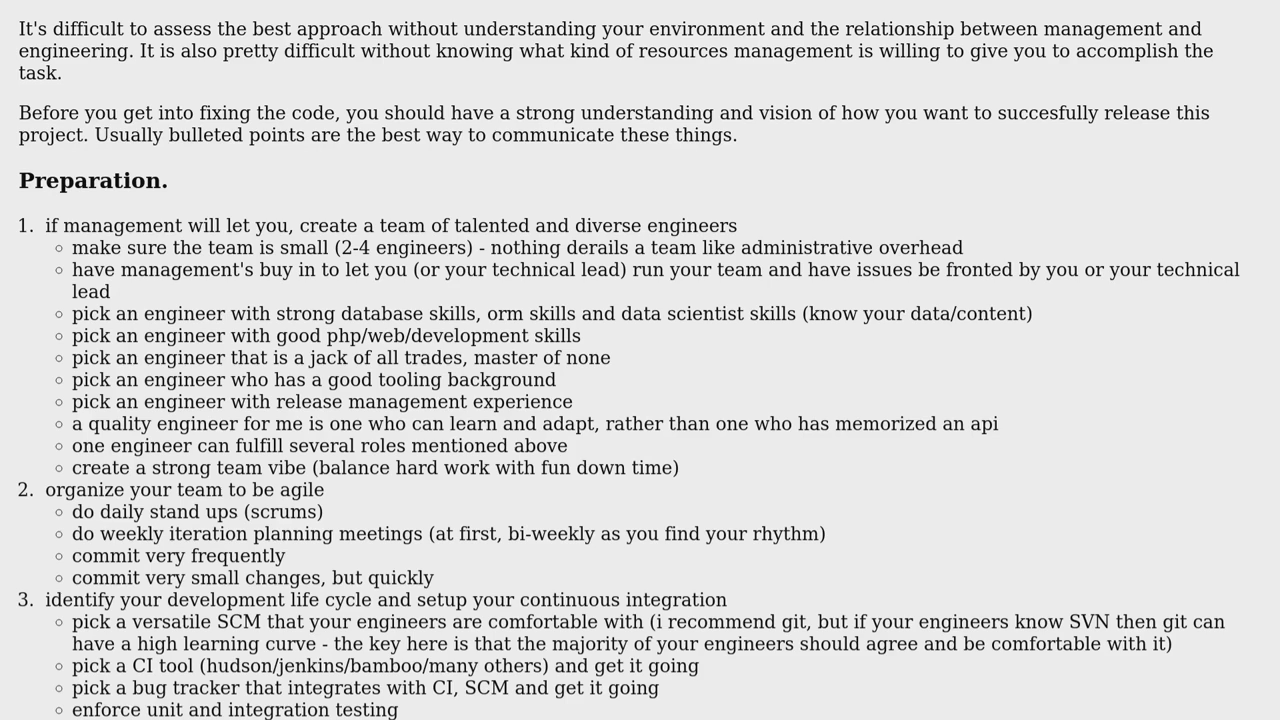 It's difficult to assess the best approach without understanding your environment and the relationship between management and
engineering. It is also pretty difficult without knowing what kind of resources management is willing to give you to accomplish the
task.
Before you get into fixing the code, you should have a strong understanding and vision of how you want to succesfully release this
project. Usually bulleted points are the best way to communicate these things.
Preparation.
1. if management will let you, create a team of talented and diverse engineers
◦ make sure the team is small (2-4 engineers) - nothing derails a team like administrative overhead
◦ have management's buy in to let you (or your technical lead) run your team and have issues be fronted by you or your technical
lead
◦ pick an engineer with strong database skills, orm skills and data scientist skills (know your data/content)
◦ pick an engineer with good php/web/development skills
◦ pick an engineer that is a jack of all trades, master of none
◦ pick an engineer who has a good tooling background
◦ pick an engineer with release management experience
◦ a quality engineer for me is one who can learn and adapt, rather than one who has memorized an api
◦ one engineer can fulfill several roles mentioned above
◦ create a strong team vibe (balance hard work with fun down time)
2. organize your team to be agile
◦ do daily stand ups (scrums)
◦ do weekly iteration planning meetings (at first, bi-weekly as you find your rhythm)
◦ commit very frequently
◦ commit very small changes, but quickly
3. identify your development life cycle and setup your continuous integration
◦ pick a versatile SCM that your engineers are comfortable with (i recommend git, but if your engineers know SVN then git can
have a high learning curve - the key here is that the majority of your engineers should agree and be comfortable with it)
◦ pick a CI tool (hudson/jenkins/bamboo/many others) and get it going
◦ pick a bug tracker that integrates with CI, SCM and get it going
◦ enforce unit and integration testing